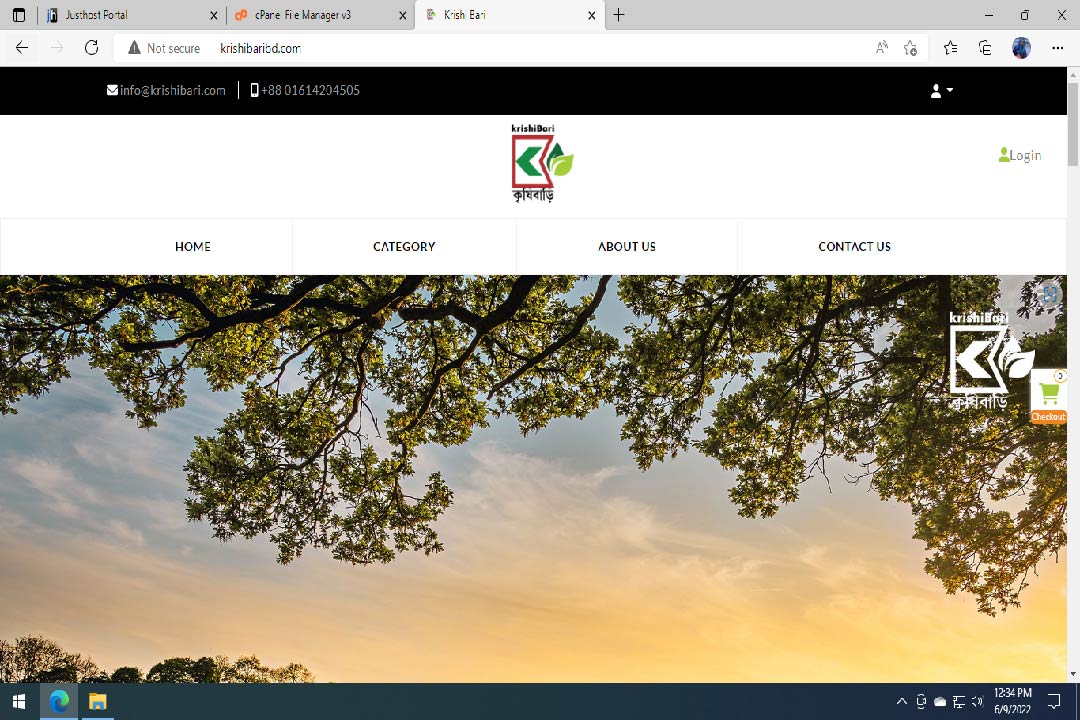 Justhost Portal
cPanel File Manager v3
Krishi Bari
Not secure
krishibaribd.com
info@krishibari.com
+88 01614204505
krishiBari
কৃষিবাড়ি
Login
HOME
CATEGORY
ABOUT US
CONTACT US
krishiBari
কৃষিবাড়ি
0
Checkout
12:34 PM
6/9/2022